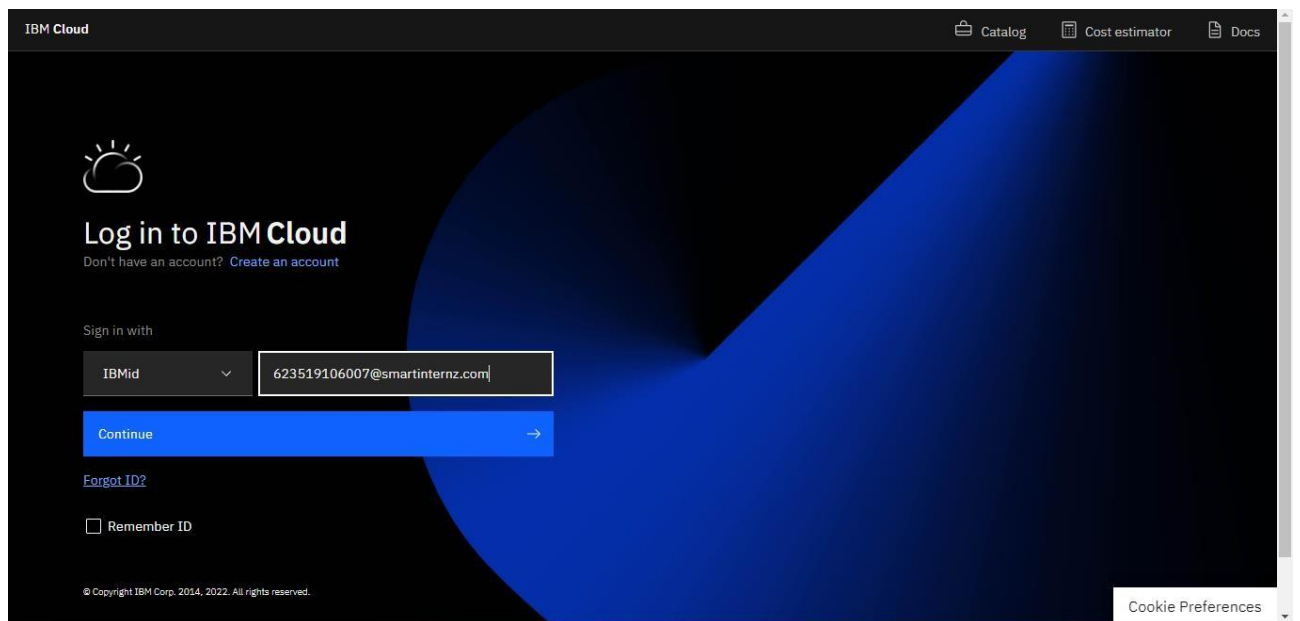 IBM Cloud
Catalog
Cost estimator
Docs
Log in to IBM Cloud
Don't have an account? Create an account
Sign in with
IBMid
623519106007@smartinternz.com
Continue
Forgot ID?
Remember ID
© Copyright IBM Corp. 2014, 2022. All rights reserved.
Cookie Preferences